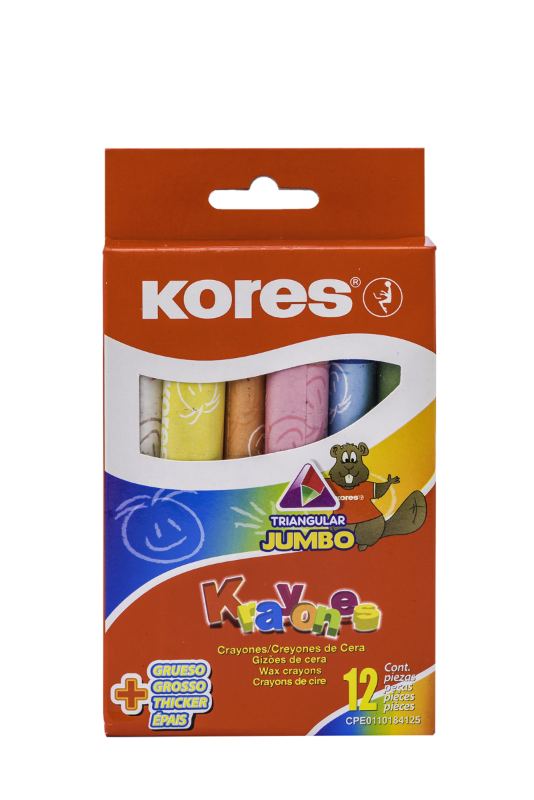 KORES®
kores®
TRIANGULAR
JUMBO
Krayones
Crayones/Creyones de Cera
Gizões de cera
Wax crayons
Crayons de cire
+ GRUESO
GROSSO
THICKER
ÉPAIS
12 Cont.
piezas
peças
pieces
pièces
CPE0110184125